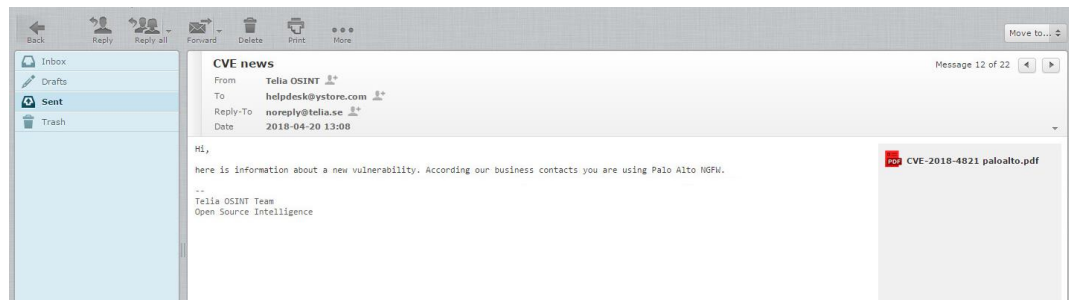 Back
Reply
Reply all
Forward
Delete
Print
More
Move to...
Inbox
Drafts
Sent
Trash
CVE news
Message 12 of 22
From Telia OSINT
To helpdesk@ystore.com
Reply-To noreply@telia.se
Date 2018-04-20 13:08
Hi,
here is information about a new vulnerability. According our business contacts you are using Palo Alto NGFW.
--
Telia OSINT Team
Open Source Intelligence
PDF CVE-2018-4821 paloalto.pdf